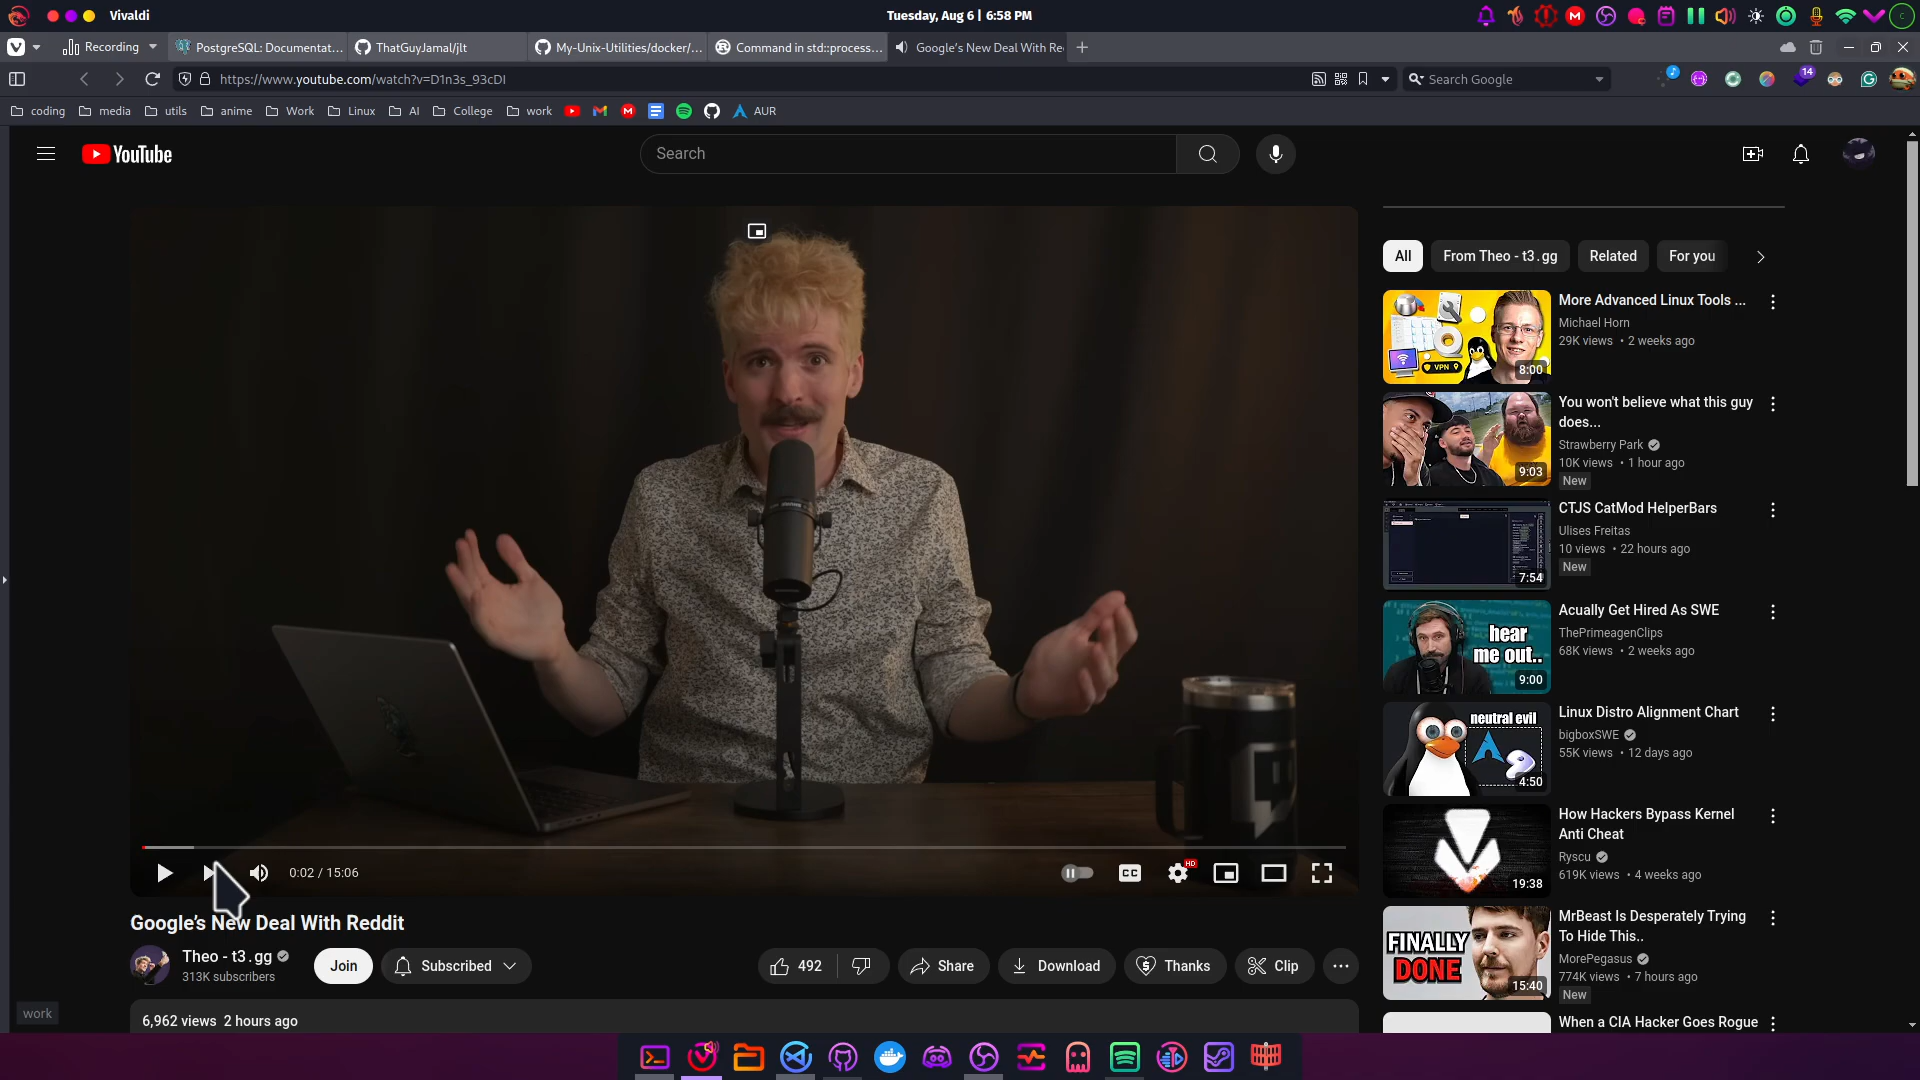 Vivaldi
Tuesday, Aug 6 | 6:58 PM
Recording
PostgreSQL: Documentat...
ThatGuyJamal/jlt
My-Unix-Utilities/docker/...
Command in std::process...
Google's New Deal With Re
https://www.youtube.com/watch?v=D1n3s_93cDI
Search Google
14
coding
media
utils
anime
Work
Linux
AI
College
work
AUR
YouTube
Search
All
From Theo - t3․gg
Related
For you
More Advanced Linux Tools ...
Michael Horn
29K views • 2 weeks ago
VPN
8:00
You won't believe what this guy
does...
Strawberry Park
10K views • 1 hour ago
New
9:03
CTJS CatMod HelperBars
Ulises Freitas
10 views • 22 hours ago
New
7:54
Acually Get Hired As SWE
ThePrimeagenClips
68K views • 2 weeks ago
hear
me out..
9:00
Linux Distro Alignment Chart
bigboxSWE
55K views • 12 days ago
neutral evil
4:50
How Hackers Bypass Kernel
Anti Cheat
Ryscu
619K views • 4 weeks ago
19:38
MrBeast Is Desperately Trying
To Hide This..
MorePegasus
774K views • 7 hours ago
New
FINALLY
DONE
15:40
When a CIA Hacker Goes Rogue
0:02 / 15:06
CC
HD
Google's New Deal With Reddit
Theo - t3․gg
313K subscribers
Join
Subscribed
492
Share
Download
Thanks
Clip
work
6,962 views 2 hours ago